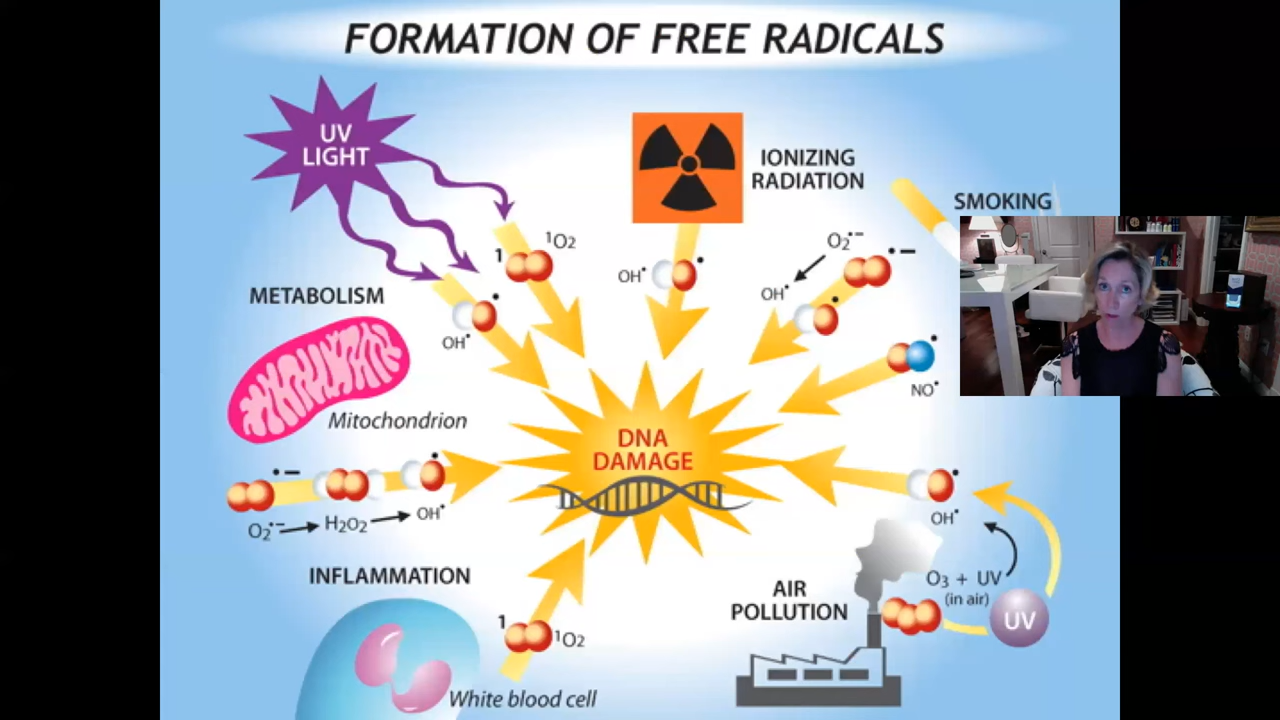 FORMATION OF FREE RADICALS
UV
LIGHT
IONIZING
RADIATION
SMOKING
1
¹O₂
OH•
O₂•−
OH•
METABOLISM
OH•
NO•
Mitochondrion
DNA
DAMAGE
O₂•− → H₂O₂ → OH•
OH•
INFLAMMATION
AIR
POLLUTION
O₃ + UV
(in air)
UV
1
¹O₂
White blood cell